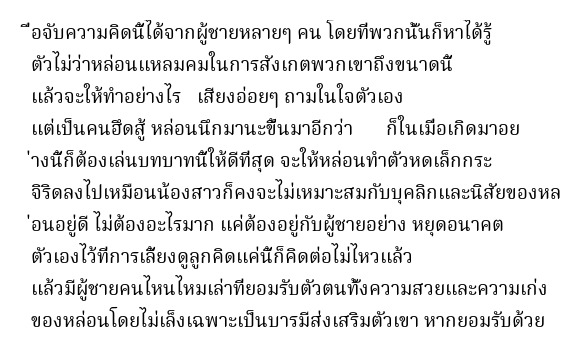 ือจับความคิดนี้ได้จากผู้ชายหลายๆ คน โดยที่พวกนั้นก็หาได้รู้
ตัวไม่ว่าหล่อนแหลมคมในการสังเกตพวกเขาถึงขนาดนี้
แล้วจะให้ทำอย่างไร เสียงอ่อยๆ ถามในใจตัวเอง
แต่เป็นคนฮึดสู้ หล่อนนึกมานะขึ้นมาอีกว่า ก็ในเมื่อเกิดมาอย
่างนี้ก็ต้องเล่นบทบาทนี้ให้ดีที่สุด จะให้หล่อนทำตัวหดเล็กกระ
จิริดลงไปเหมือนน้องสาวก็คงจะไม่เหมาะสมกับบุคลิกและนิสัยของหล
่อนอยู่ดี ไม่ต้องอะไรมาก แค่ต้องอยู่กับผู้ชายอย่าง หยุดอนาคต
ตัวเองไว้ที่การเลี้ยงดูลูกคิดแค่นี้ก็คิดต่อไม่ไหวแล้ว
แล้วมีผู้ชายคนไหนไหมเล่าที่ยอมรับตัวตนทั้งความสวยและความเก่ง
ของหล่อนโดยไม่เล็งเฉพาะเป็นบารมีส่งเสริมตัวเขา หากยอมรับด้วย